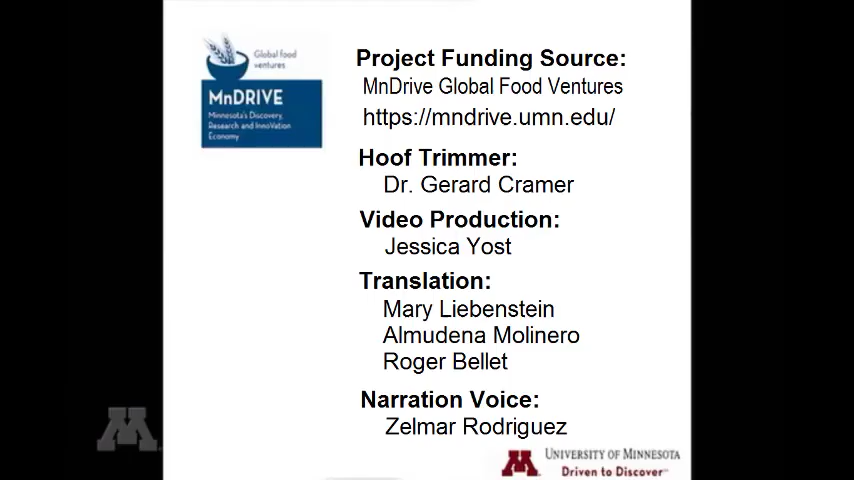 Global food
ventures
MnDRIVE
Minnesota's Discovery,
Research and InnoVation
Economy
Project Funding Source:
MnDrive Global Food Ventures
https://mndrive.umn.edu/
Hoof Trimmer:
Dr. Gerard Cramer
Video Production:
Jessica Yost
Translation:
Mary Liebenstein
Almudena Molinero
Roger Bellet
Narration Voice:
Zelmar Rodriguez
M
M
UNIVERSITY OF MINNESOTA
Driven to Discover℠